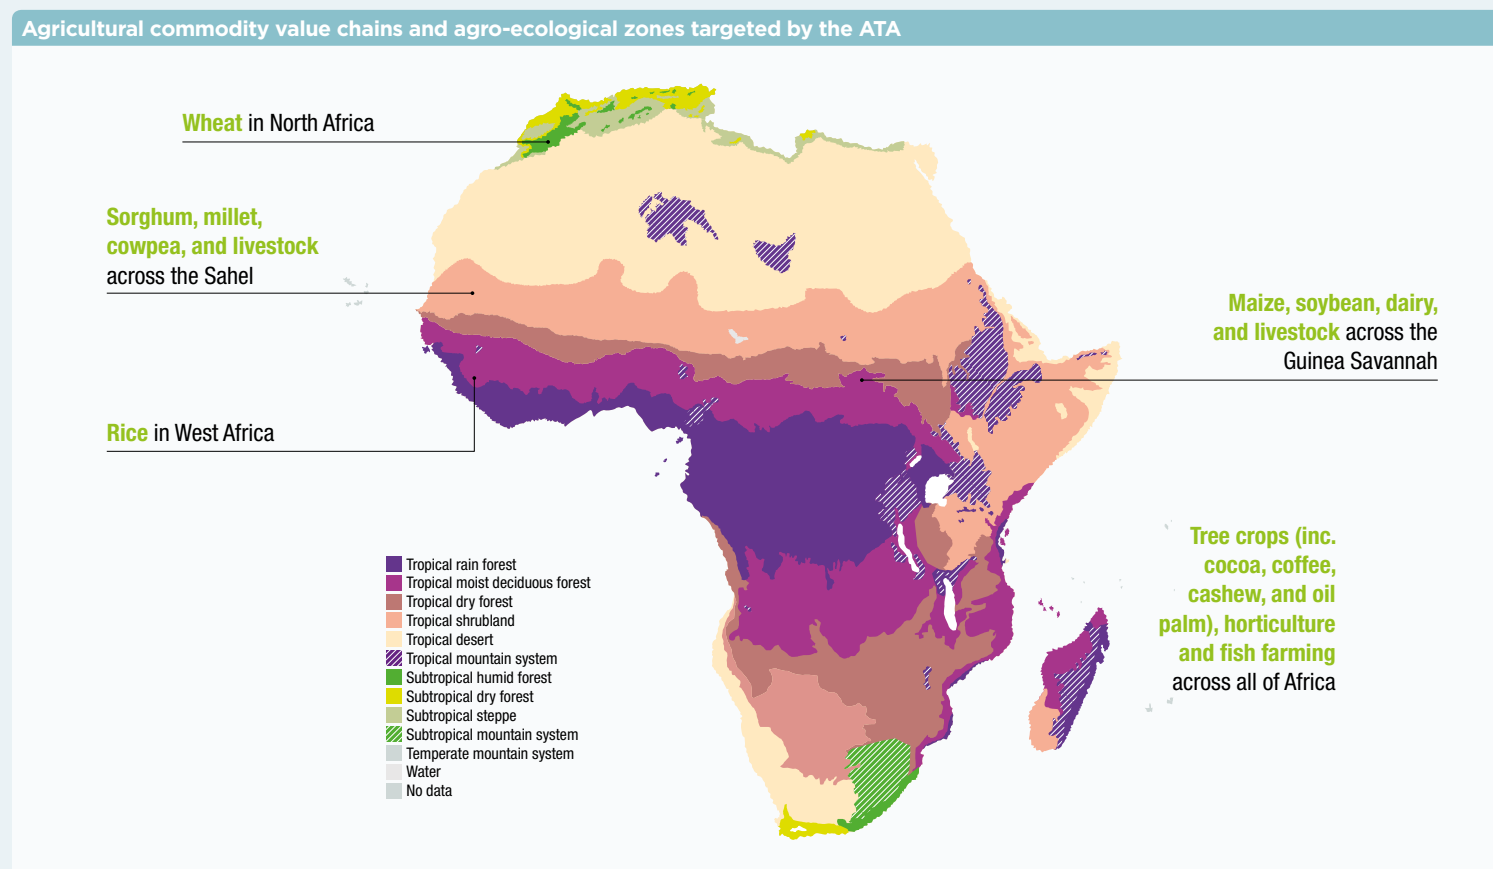 Agricultural commodity value chains and agro-ecological zones targeted by the ATA
Wheat in North Africa
Sorghum, millet,
cowpea, and livestock
across the Sahel
Maize, soybean, dairy,
and livestock across the
Guinea Savannah
Rice in West Africa
Tree crops (inc.
cocoa, coffee,
cashew, and oil
palm), horticulture
and fish farming
across all of Africa
Tropical rain forest
Tropical moist deciduous forest
Tropical dry forest
Tropical shrubland
Tropical desert
Tropical mountain system
Subtropical humid forest
Subtropical dry forest
Subtropical steppe
Subtropical mountain system
Temperate mountain system
Water
No data